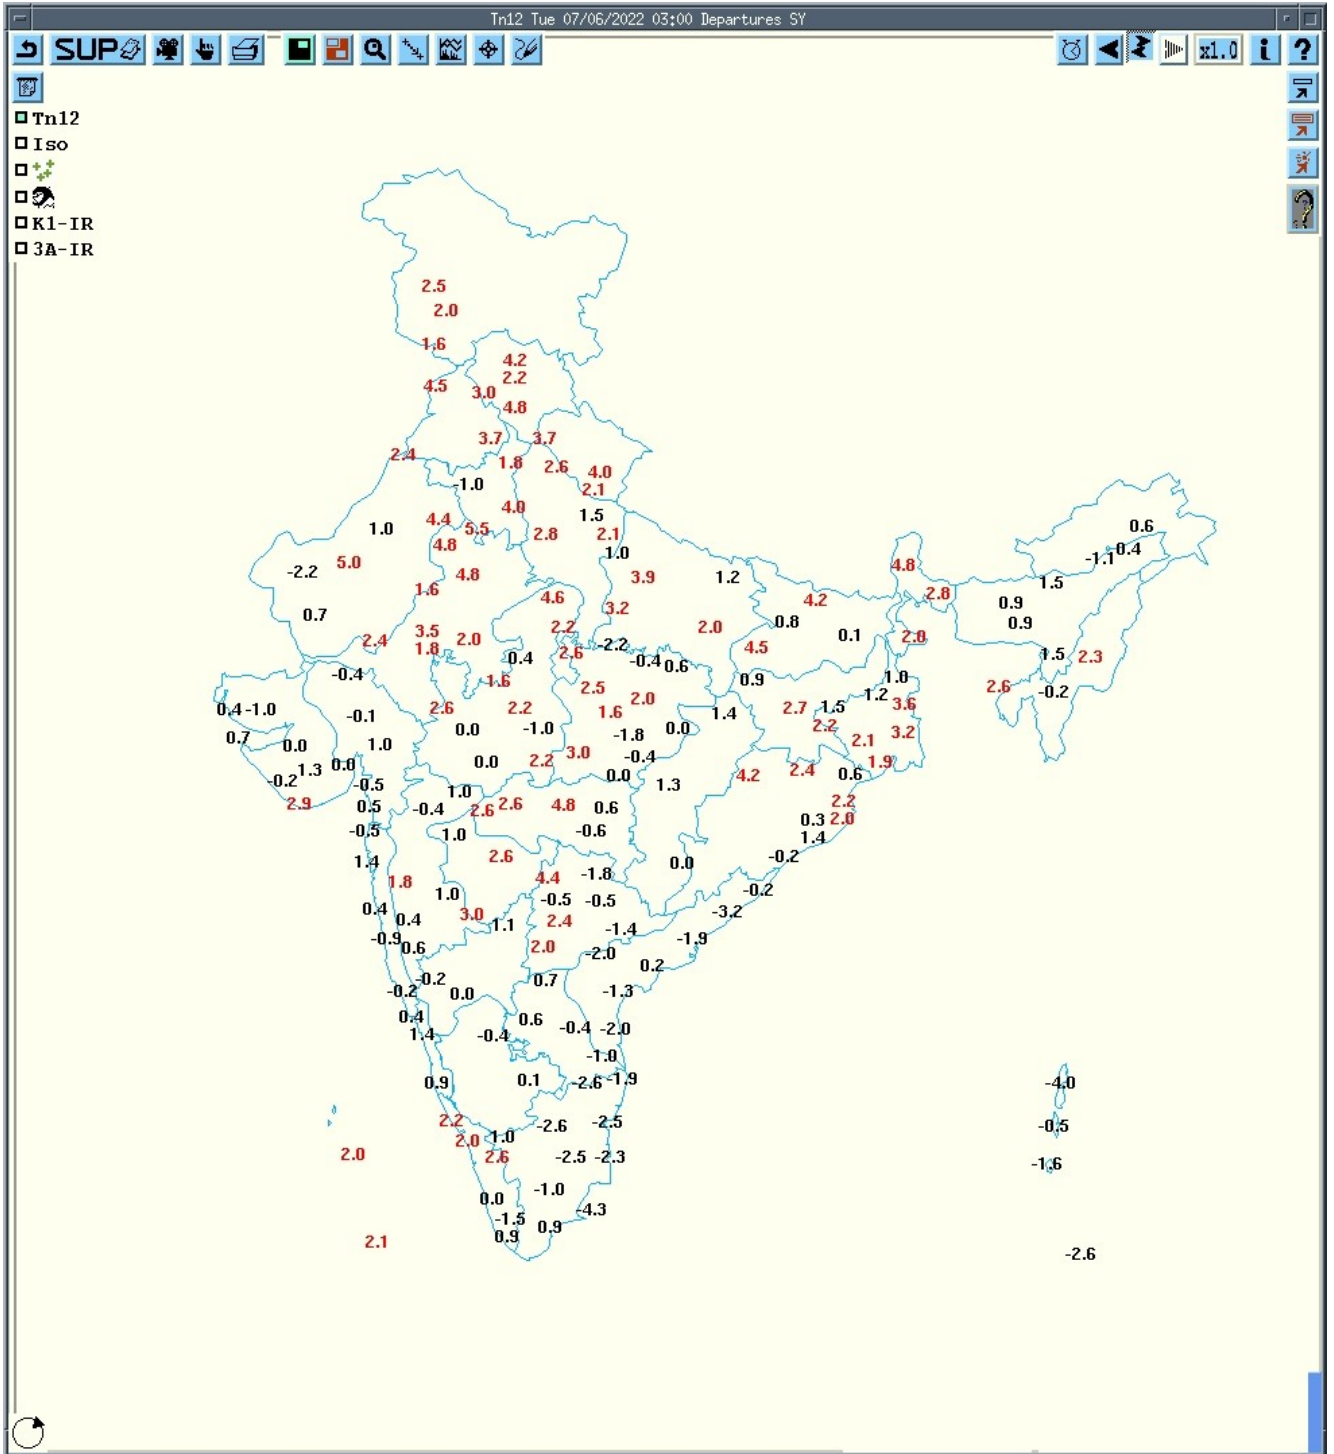 Tn12 Tue 07/06/2022 03:00 Departures SY
SUP x1.0 i ?
Tn12
Iso
K1-IR
3A-IR
2.5
2.0
1.6
4.2
2.2
4.5 3.0
4.8
3.7 3.7
2.4 1.8 2.6 4.0
-1.0 2.1
4.0 1.5
1.0 4.4 5.5 2.8 2.1 0.6
4.8 1.0 -1.1 0.4
-2.2 5.0 4.8 3.9 1.2 4.8 1.5
1.6 4.6 4.2 2.8 0.9
0.7 3.2 0.8 0.9
3.5 2.2 2.0 0.1 2.0
2.4 1.8 2.0 2.6 -2.2 4.5 1.5 2.3
0.4 -0.4 0.6
-0.4 1.6 2.5 0.9 1.0 2.6 -0.2
0.4 -1.0 -0.1 2.6 2.2 1.6 2.0 1.4 2.7 1.5 1.2 3.6
0.7 0.0 1.0 0.0 -1.0 -1.8 0.0 2.2 2.1 3.2
1.3 0.0 0.0 2.2 3.0 -0.4 1.9
-0.2 -0.5 0.0 1.3 4.2 2.4 0.6
2.9 0.5 -0.4 1.0 2.6 2.6 4.8 0.6 2.2
-0.5 1.0 -0.6 0.3 2.0
1.4 2.6 0.0 -0.2 1.4
1.8 1.0 4.4 -1.8 -0.2
0.4 0.4 3.0 1.1 -0.5 -0.5 -3.2
-0.9 0.6 2.4 -1.4 -1.9
2.0 -2.0 0.2
-0.2 -0.2 0.0 0.7 -1.3
0.4 0.6
1.4 -0.4 -0.4 -2.0
-1.0
0.9 0.1 -2.6 -1.9 -4.0
2.2 1.0 -2.6 -2.5 -0.5
2.0 2.0 2.6 -2.5 -2.3 -1.6
0.0 -1.0
-1.5 -4.3
0.9 0.9
2.1 -2.6